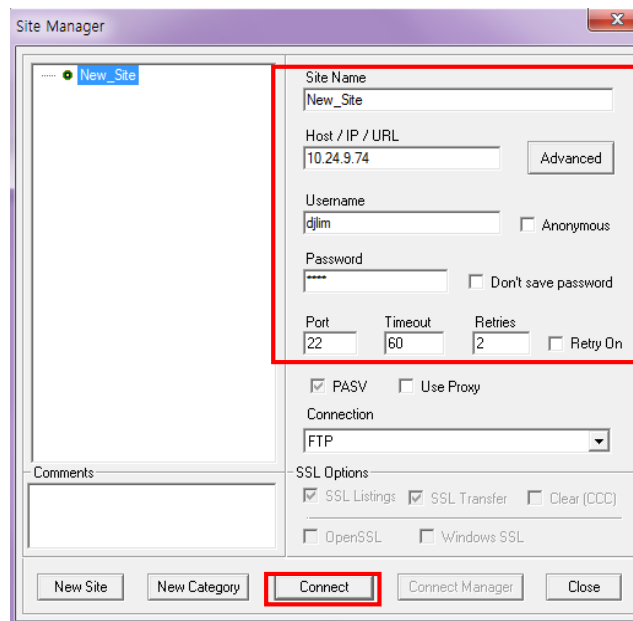 Site Manager
New_Site
Site Name
New_Site
Host / IP / URL
10.24.9.74
Advanced
Username
djlim
Anonymous
Password
****
Don't save password
Port Timeout Retries
22 60 2 Retry On
PASV Use Proxy
Connection
FTP
Comments
SSL Options
SSL Listings SSL Transfer Clear (CCC)
OpenSSL Windows SSL
New Site New Category Connect Connect Manager Close